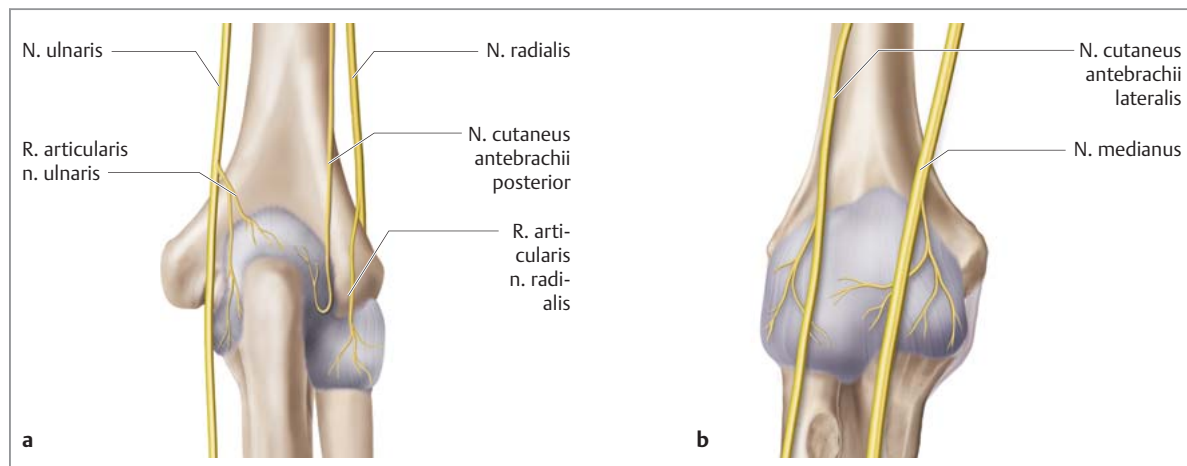 N. ulnaris
R. articularis
n. ulnaris
N. radialis
N. cutaneus
antebrachii
posterior
R. arti-
cularis
n. radi-
alis
a
N. cutaneus
antebrachii
lateralis
N. medianus
b